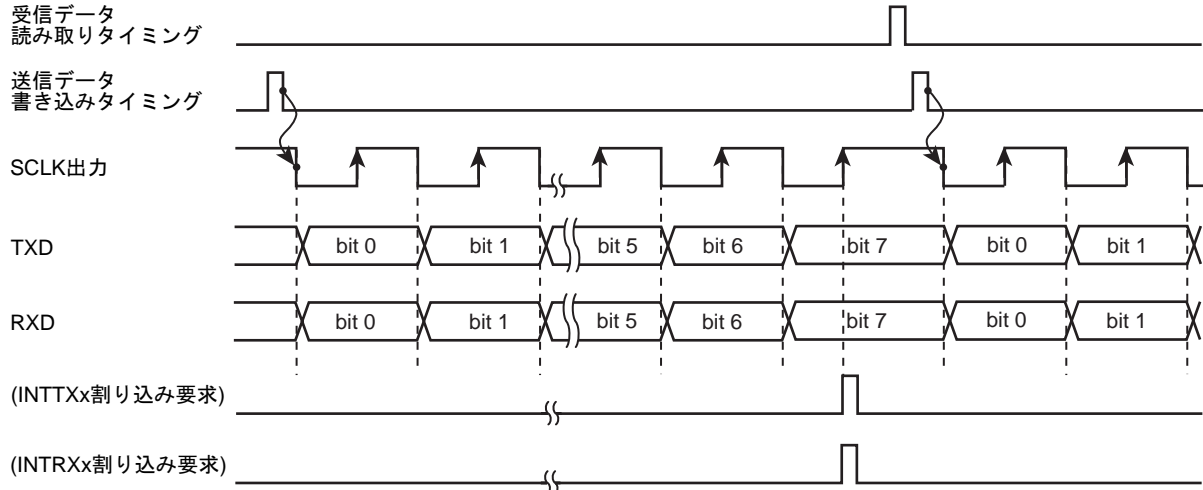 受信データ
読み取りタイミング
送信データ
書き込みタイミング
SCLK出力
TXD
bit 0 bit 1 bit 5 bit 6 bit 7 bit 0 bit 1
RXD
bit 0 bit 1 bit 5 bit 6 bit 7 bit 0 bit 1
(INTTXx割り込み要求)
(INTRXx割り込み要求)